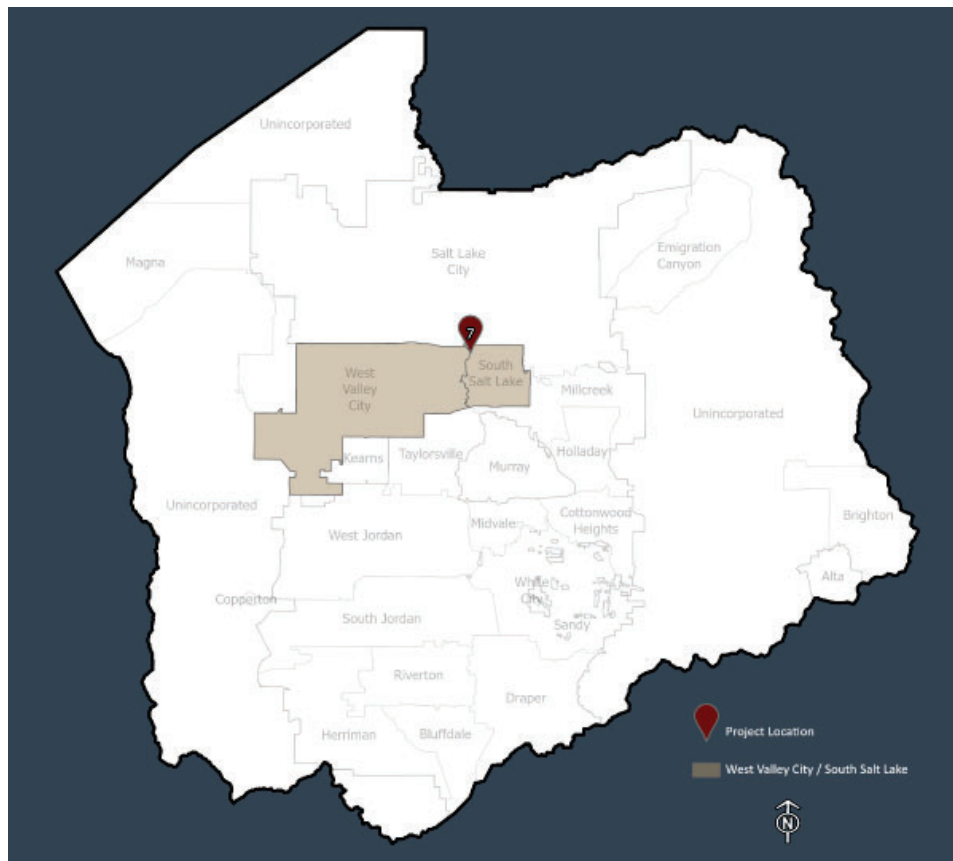 Unincorporated
Magna
Salt Lake
City
Emigration
Canyon
7
West
Valley
City
South
Salt Lake
Millcreek
Unincorporated
Kearns
Taylorsville
Murray
Holladay
Unincorporated
West Jordan
Midvale
Cottonwood
Heights
Brighton
Alta
Copperton
White
City
South Jordan
Sandy
Riverton
Draper
Herriman
Bluffdale
Project Location
West Valley City / South Salt Lake
N